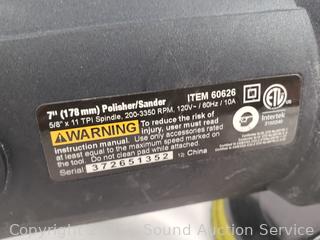 7" (178 mm) Polisher/Sander ITEM 60626
5/8" x 11 TPI Spindle, 200-3350 RPM, 120V~ / 60Hz / 10A
WARNING To reduce the risk of
injury, user must read
instruction manual. Use only accessories rated
at least equal to the maximum speed marked on
the tool. Do not clean pad while attached.
Serial 372651352 12 China
Intertek
Copyright Sound Auction Service